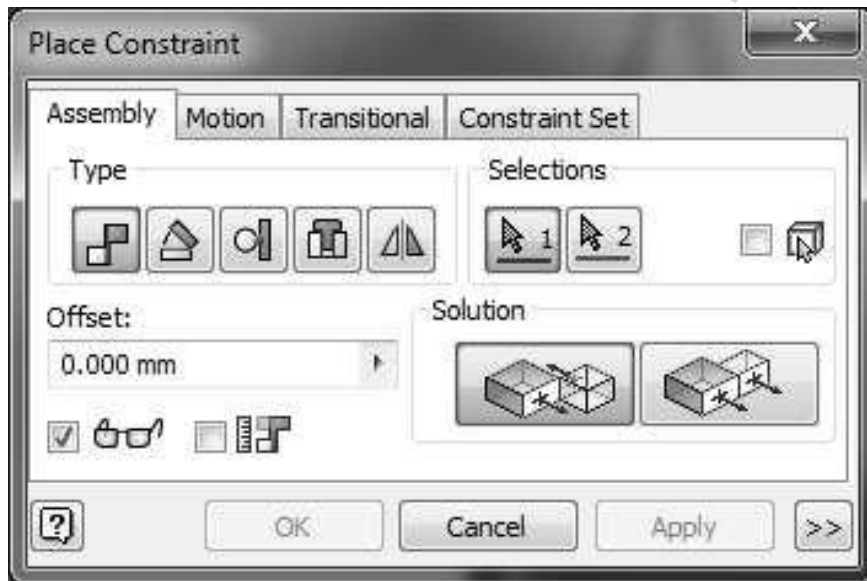 Place Constraint
X
Assembly Motion Transitional Constraint Set
Type
Selections
1 2
Offset:
Solution
0.000 mm
? OK Cancel Apply >>